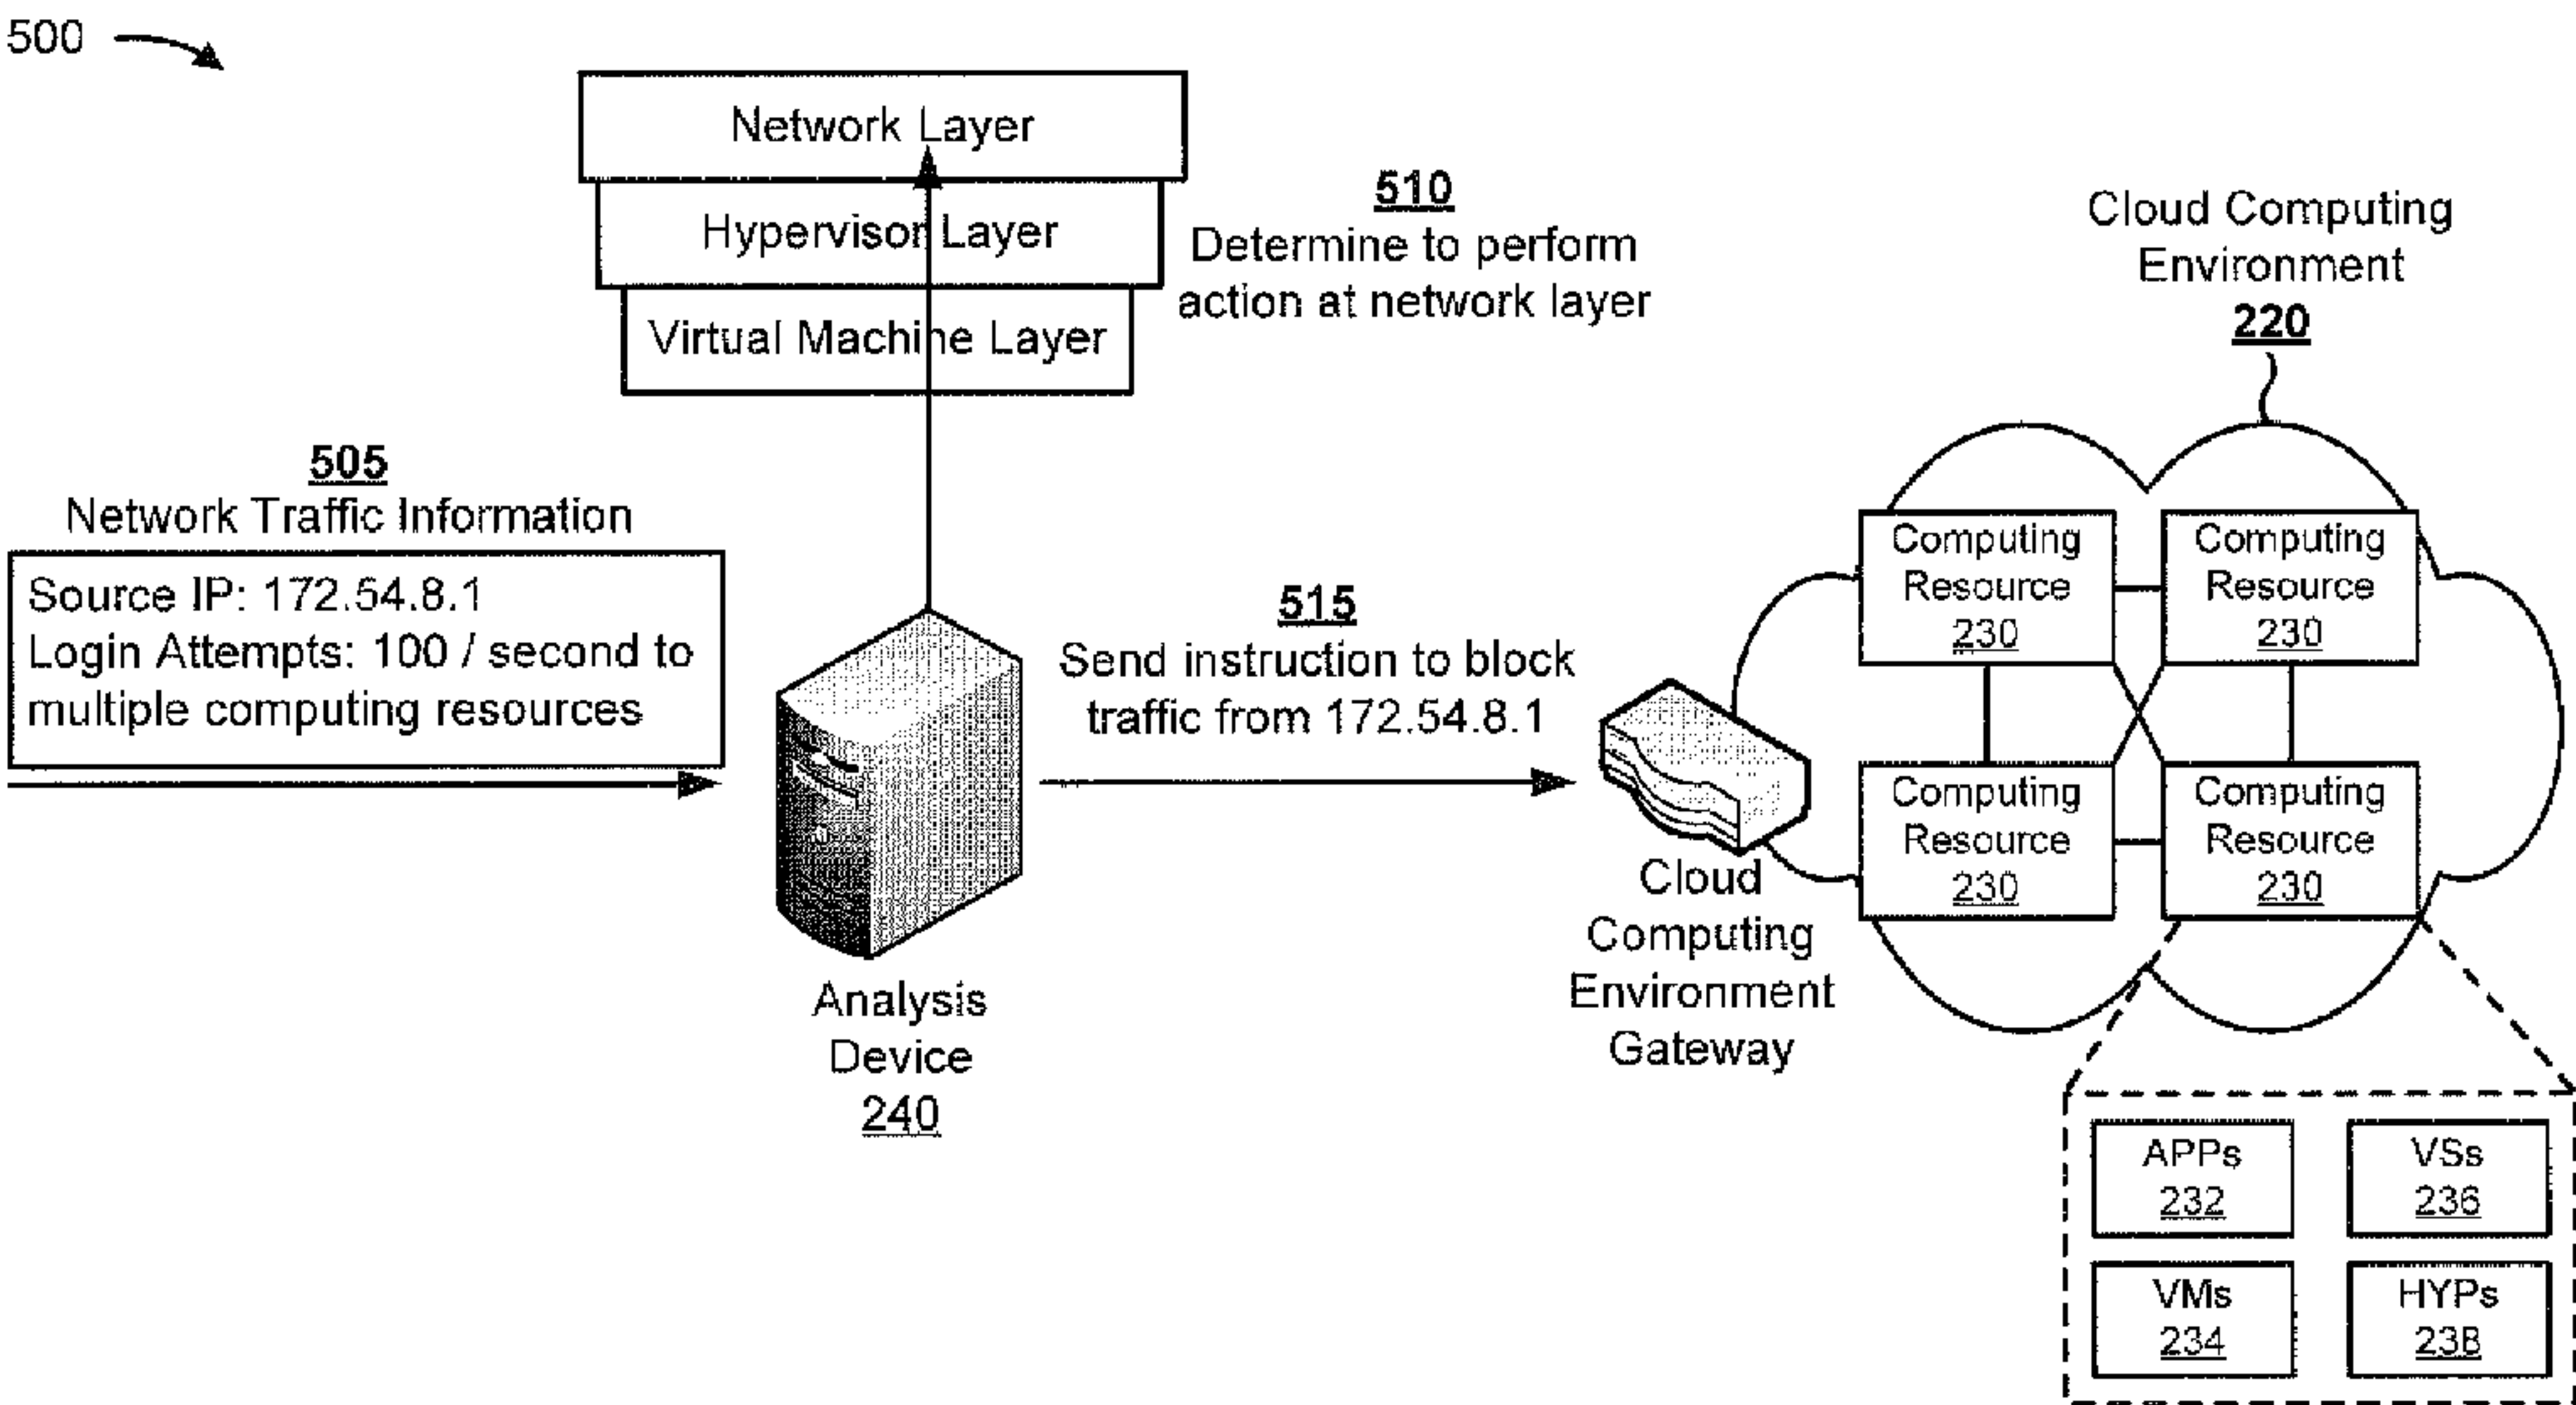 500
Network Layer
Hypervisor Layer
Virtual Machine Layer
510
Determine to perform
action at network layer
Cloud Computing
Environment
220
505
Network Traffic Information
Source IP: 172.54.8.1
Login Attempts: 100 / second to
multiple computing resources
515
Send instruction to block
traffic from 172.54.8.1
Analysis
Device
240
Cloud
Computing
Environment
Gateway
Computing
Resource
230
Computing
Resource
230
Computing
Resource
230
Computing
Resource
230
APPs
232
VSs
236
VMs
234
HYPs
238